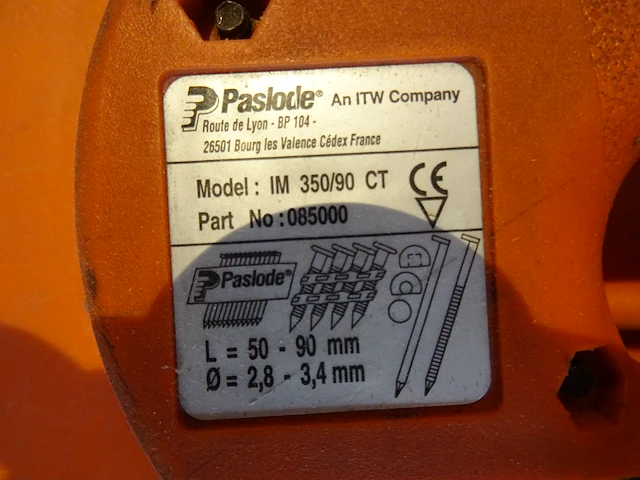 Paslode® An ITW Company
Route de Lyon - BP 104 -
26501 Bourg les Valence Cédex France
Model : IM 350/90 CT CE
Part No : 085000
Paslode®
L = 50 - 90 mm
Ø = 2,8 - 3,4 mm